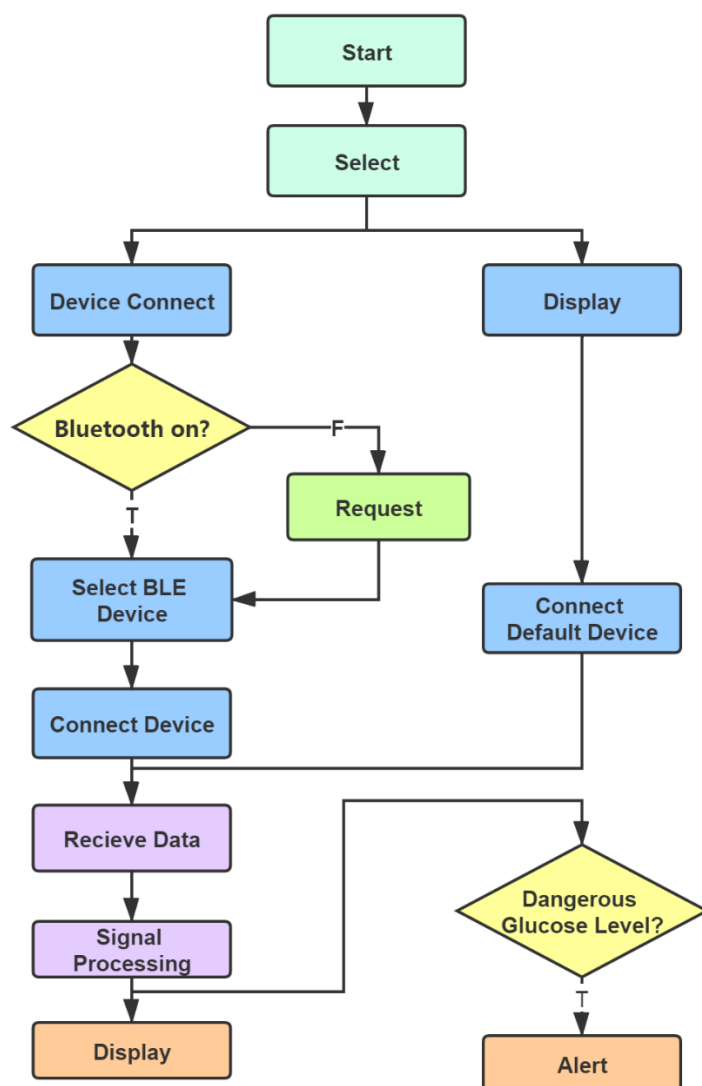 Start
Select
Device Connect
Display
Bluetooth on?
F
Request
T
Select BLE
Device
Connect
Default Device
Connect Device
Recieve Data
Dangerous
Glucose Level?
Signal
Processing
T
Display
Alert